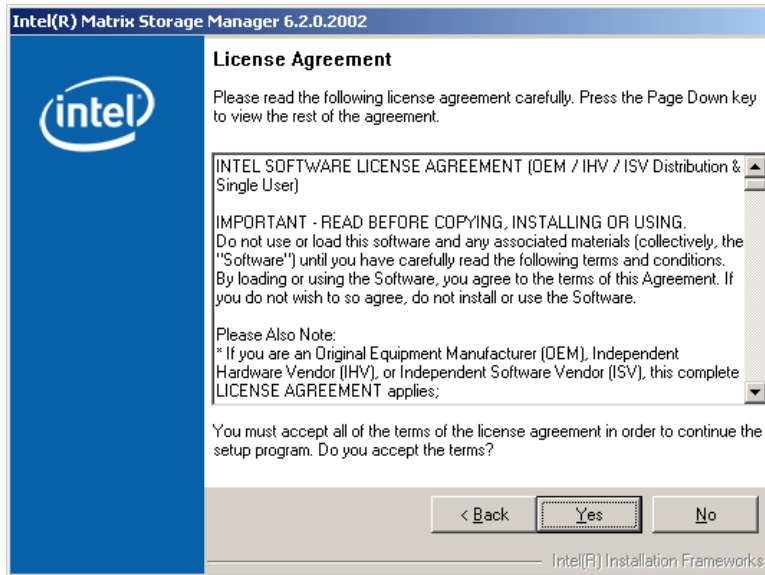 Intel(R) Matrix Storage Manager 6.2.0.2002
intel
License Agreement
Please read the following license agreement carefully. Press the Page Down key
to view the rest of the agreement.
INTEL SOFTWARE LICENSE AGREEMENT (OEM / IHV / ISV Distribution &
Single User)
IMPORTANT - READ BEFORE COPYING, INSTALLING OR USING.
Do not use or load this software and any associated materials (collectively, the
"Software") until you have carefully read the following terms and conditions.
By loading or using the Software, you agree to the terms of this Agreement. If
you do not wish to so agree, do not install or use the Software.
Please Also Note:
* If you are an Original Equipment Manufacturer (OEM), Independent
Hardware Vendor (IHV), or Independent Software Vendor (ISV), this complete
LICENSE AGREEMENT applies;
You must accept all of the terms of the license agreement in order to continue the
setup program. Do you accept the terms?
< Back Yes No
Intel(R) Installation Frameworks